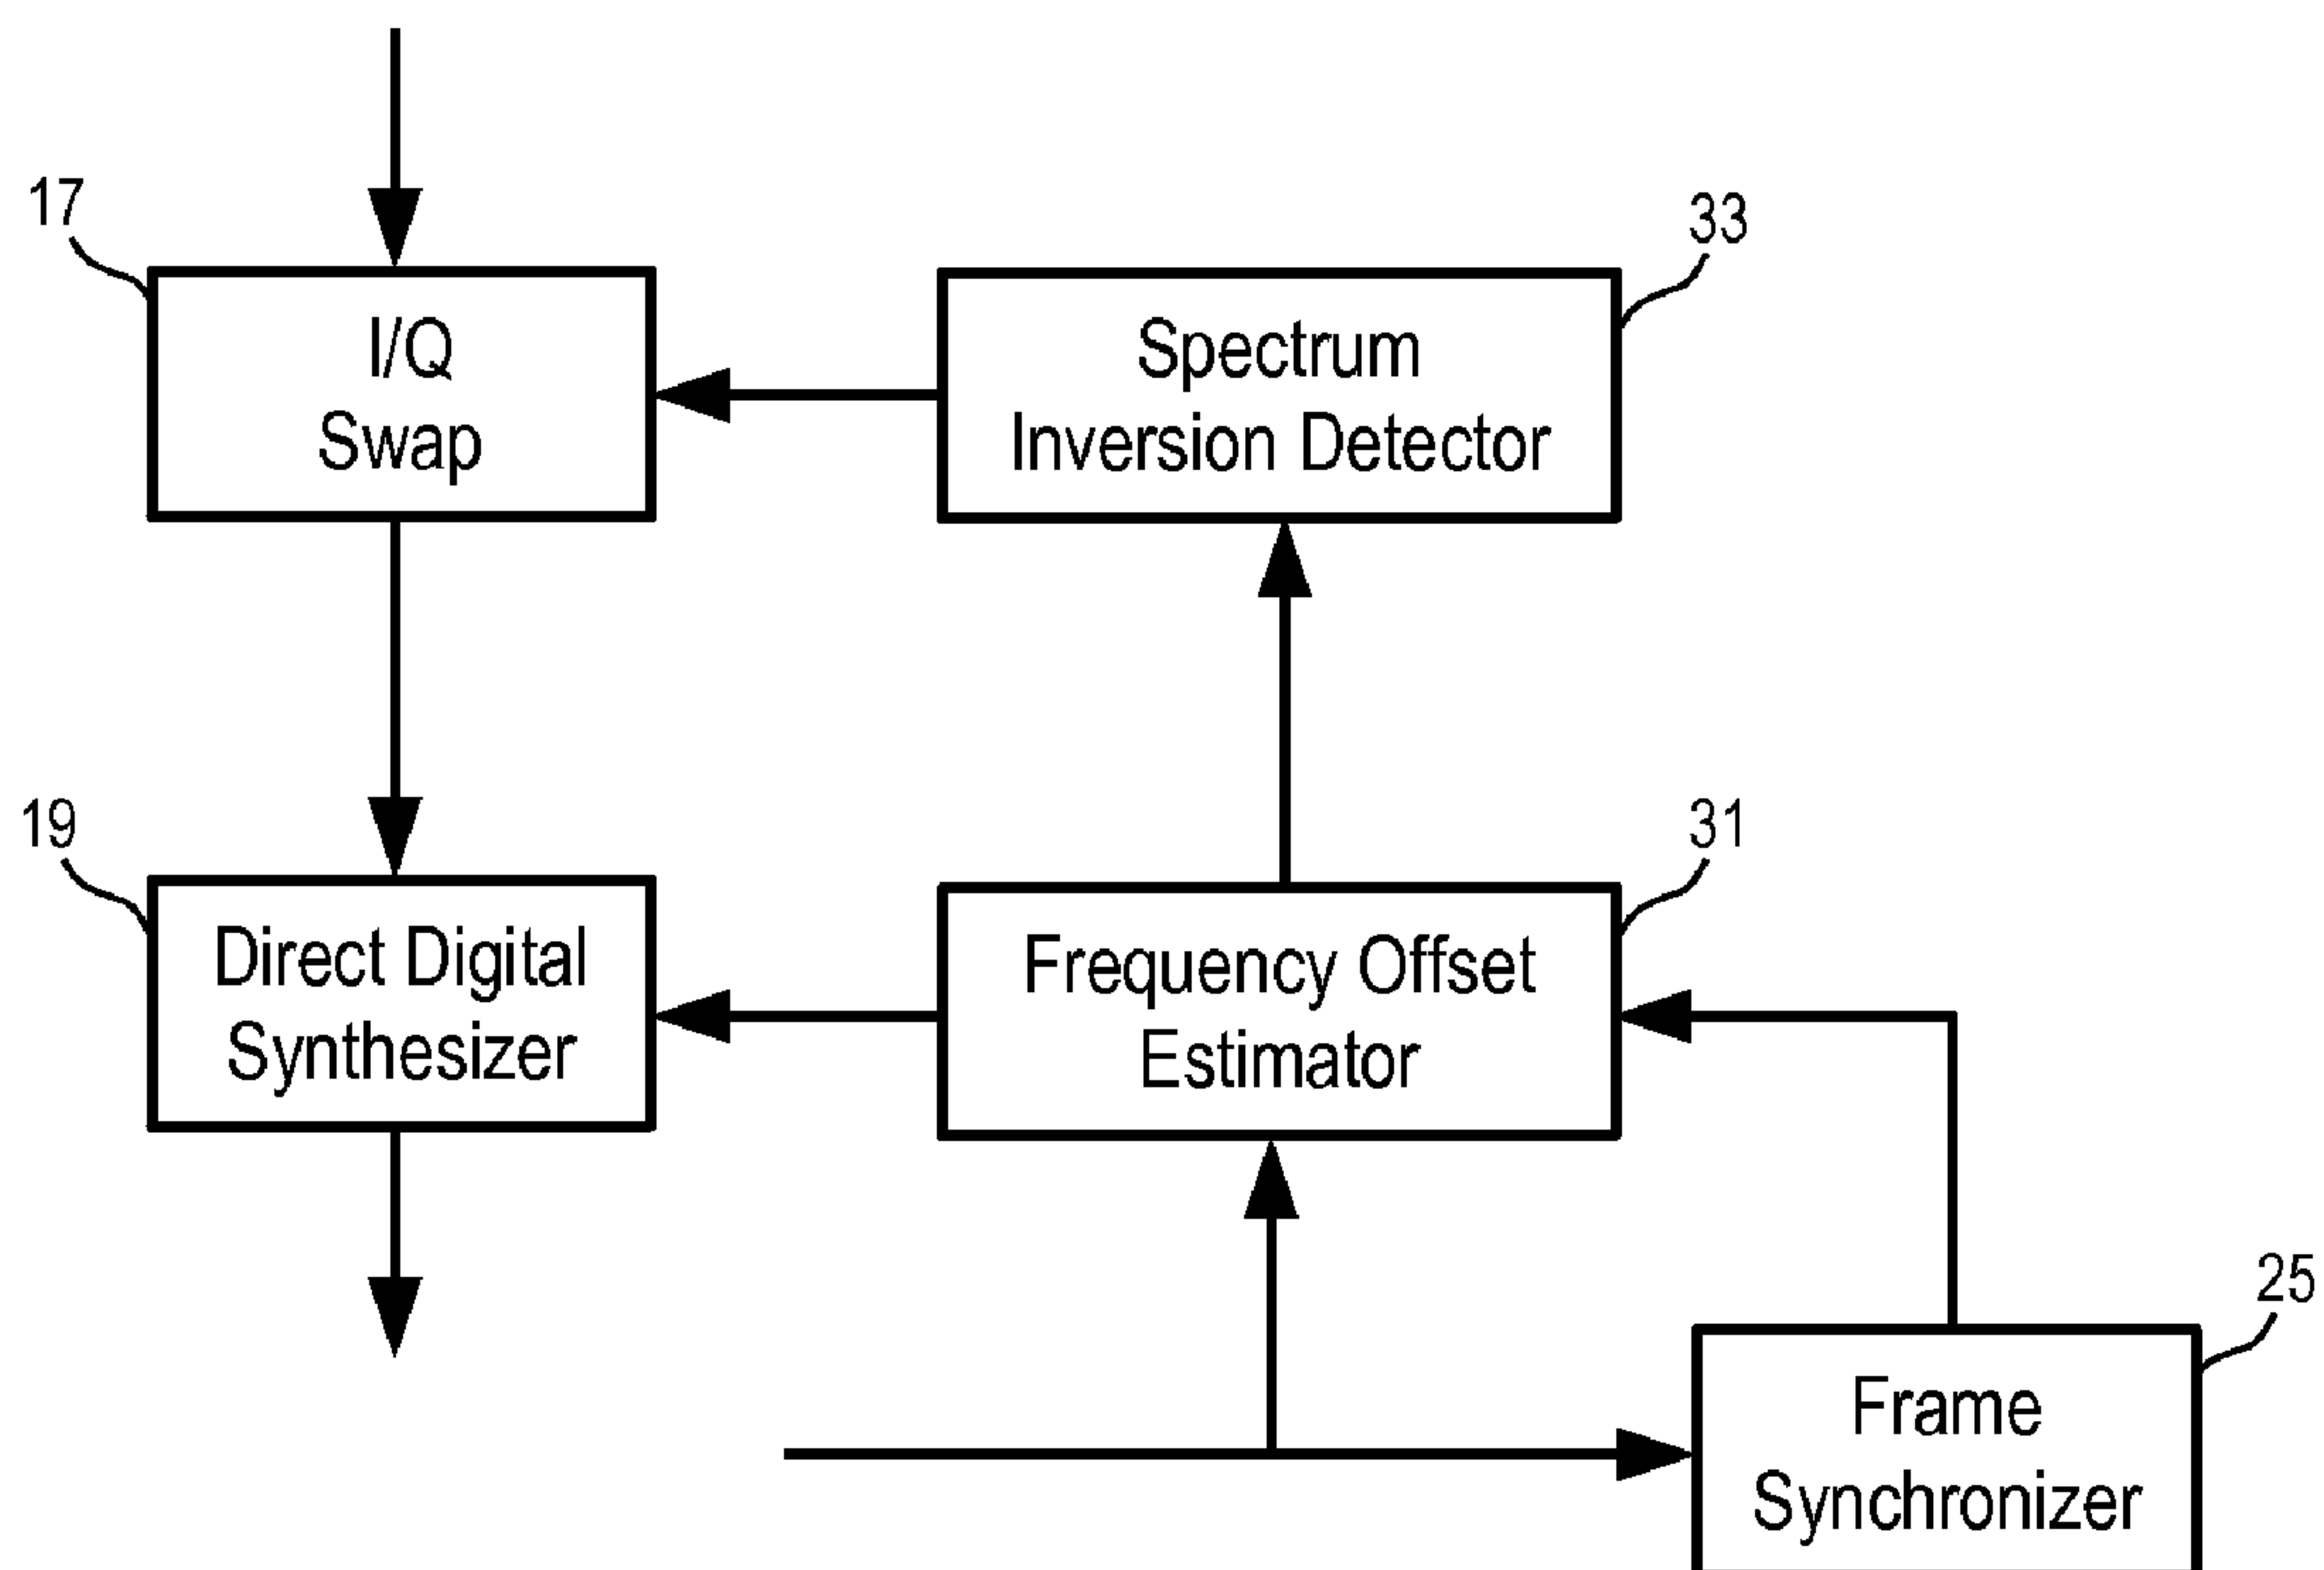 17
I/Q
Swap
33
Spectrum
Inversion Detector
19
Direct Digital
Synthesizer
31
Frequency Offset
Estimator
25
Frame
Synchronizer